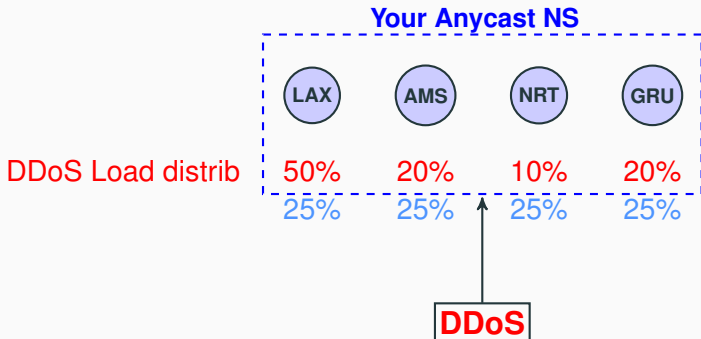 Your Anycast NS
LAX AMS NRT GRU
DDoS Load distrib 50% 20% 10% 20%
25% 25% 25% 25%
DDoS